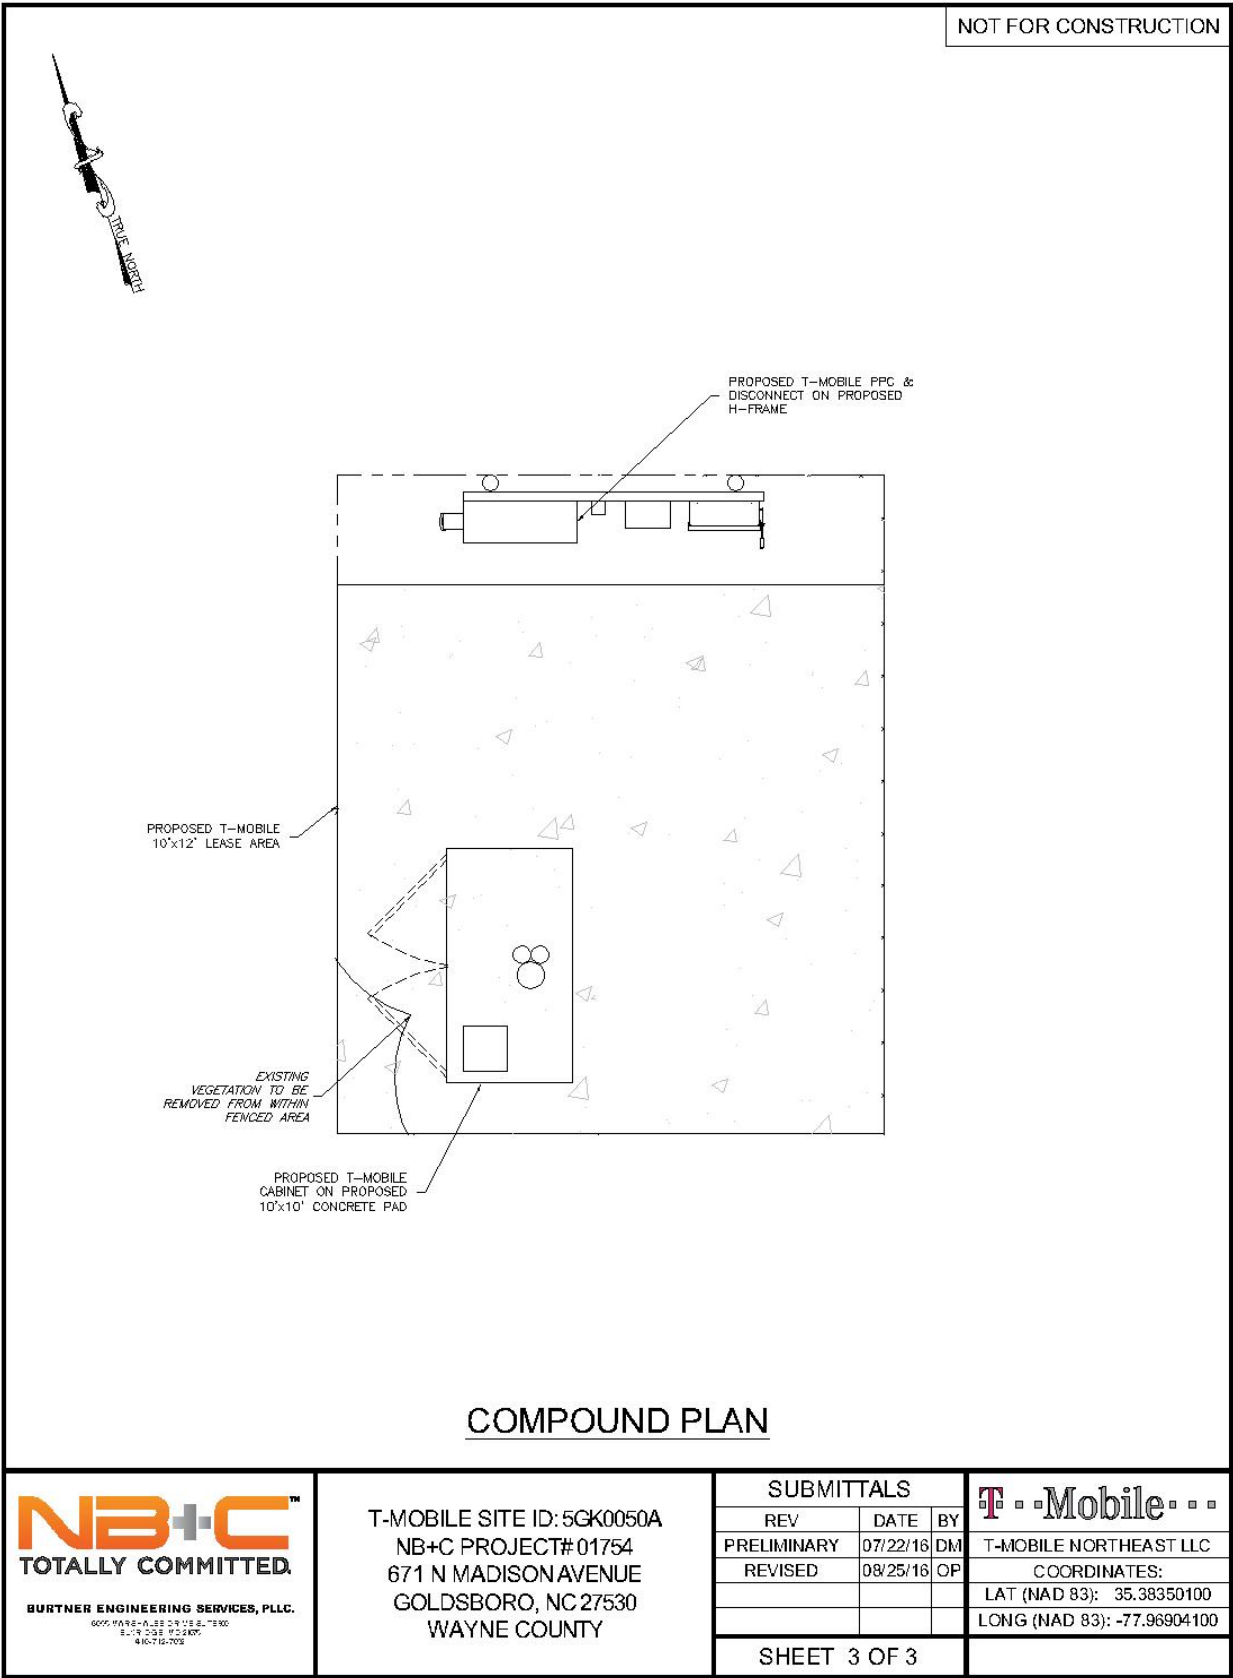 NOT FOR CONSTRUCTION
TRUE NORTH
PROPOSED T-MOBILE PPC &
DISCONNECT ON PROPOSED
H-FRAME
PROPOSED T-MOBILE
10'x12' LEASE AREA
EXISTING
VEGETATION TO BE
REMOVED FROM WITHIN
FENCED AREA
PROPOSED T-MOBILE
CABINET ON PROPOSED
10'x10' CONCRETE PAD
COMPOUND PLAN
NB+C™
TOTALLY COMMITTED.
BURTNER ENGINEERING SERVICES, PLLC.
T-MOBILE SITE ID: 5GK0050A
NB+C PROJECT# 01754
671 N MADISON AVENUE
GOLDSBORO, NC 27530
WAYNE COUNTY
SUBMITTALS
REV DATE BY
PRELIMINARY 07/22/16 DM
REVISED 08/25/16 OP
SHEET 3 OF 3
T-Mobile
T-MOBILE NORTHEAST LLC
COORDINATES:
LAT (NAD 83): 35.38350100
LONG (NAD 83): -77.96904100